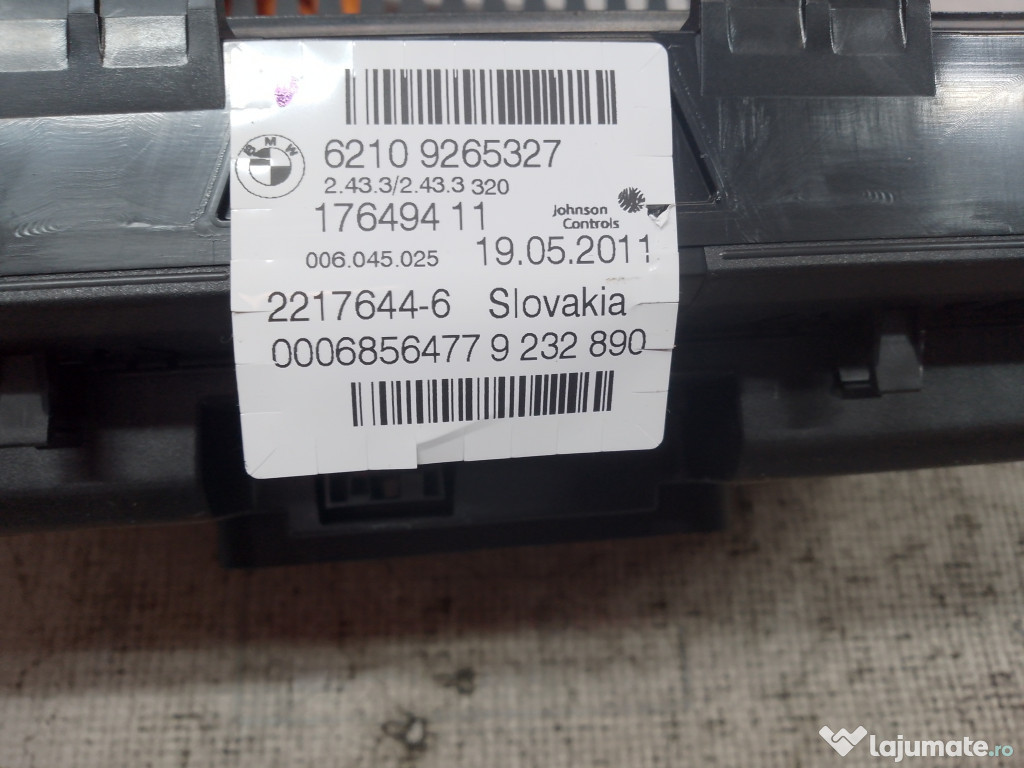 BMW
6210 9265327
2.43.3/2.43.3 320
176494 11
Johnson
Controls
006.045.025 19.05.2011
2217644-6 Slovakia
0006856477 9 232 890
lajumate.ro